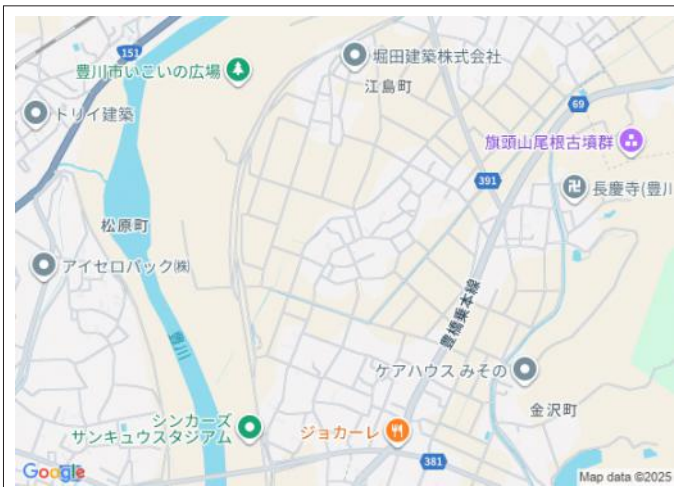 151
豊川市いこいの広場
堀田建築株式会社
江島町
トリイ建築
69
旗頭山尾根古墳群
391
長慶寺(豊川
松原町
アイセロパック㈱
豊橋乗本線
豊川
ケアハウス みその
金沢町
シンカーズ
サンキュウスタジアム
ジョカーレ
381
Google
Map data ©2025